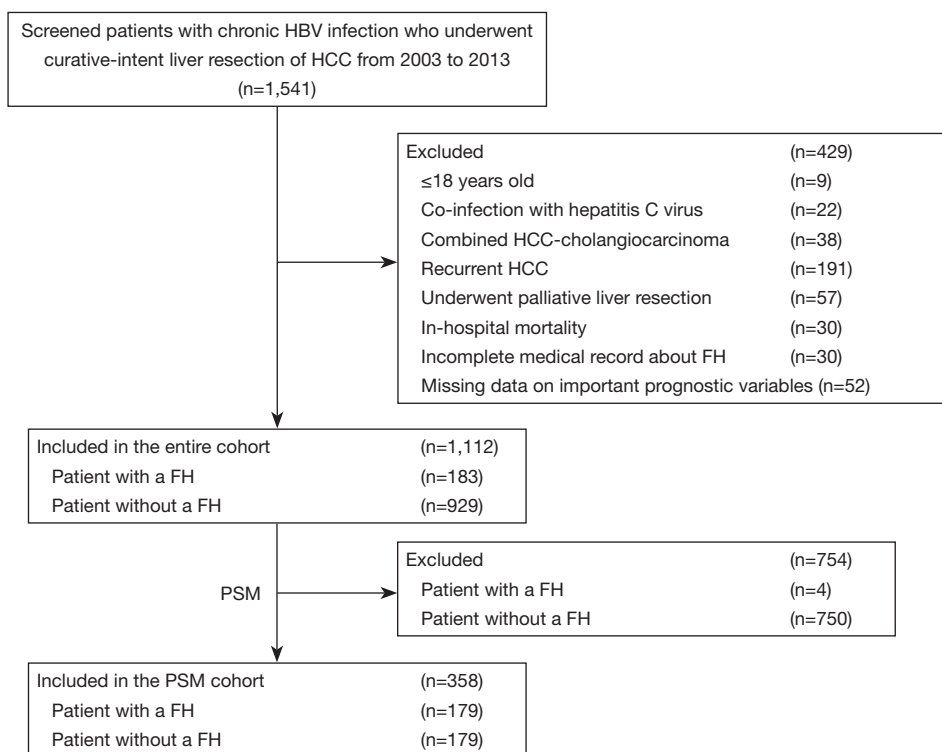 Screened patients with chronic HBV infection who underwent
curative-intent liver resection of HCC from 2003 to 2013
(n=1,541)
Excluded (n=429)
≤18 years old (n=9)
Co-infection with hepatitis C virus (n=22)
Combined HCC-cholangiocarcinoma (n=38)
Recurrent HCC (n=191)
Underwent palliative liver resection (n=57)
In-hospital mortality (n=30)
Incomplete medical record about FH (n=30)
Missing data on important prognostic variables (n=52)
Included in the entire cohort (n=1,112)
Patient with a FH (n=183)
Patient without a FH (n=929)
PSM
Excluded (n=754)
Patient with a FH (n=4)
Patient without a FH (n=750)
Included in the PSM cohort (n=358)
Patient with a FH (n=179)
Patient without a FH (n=179)